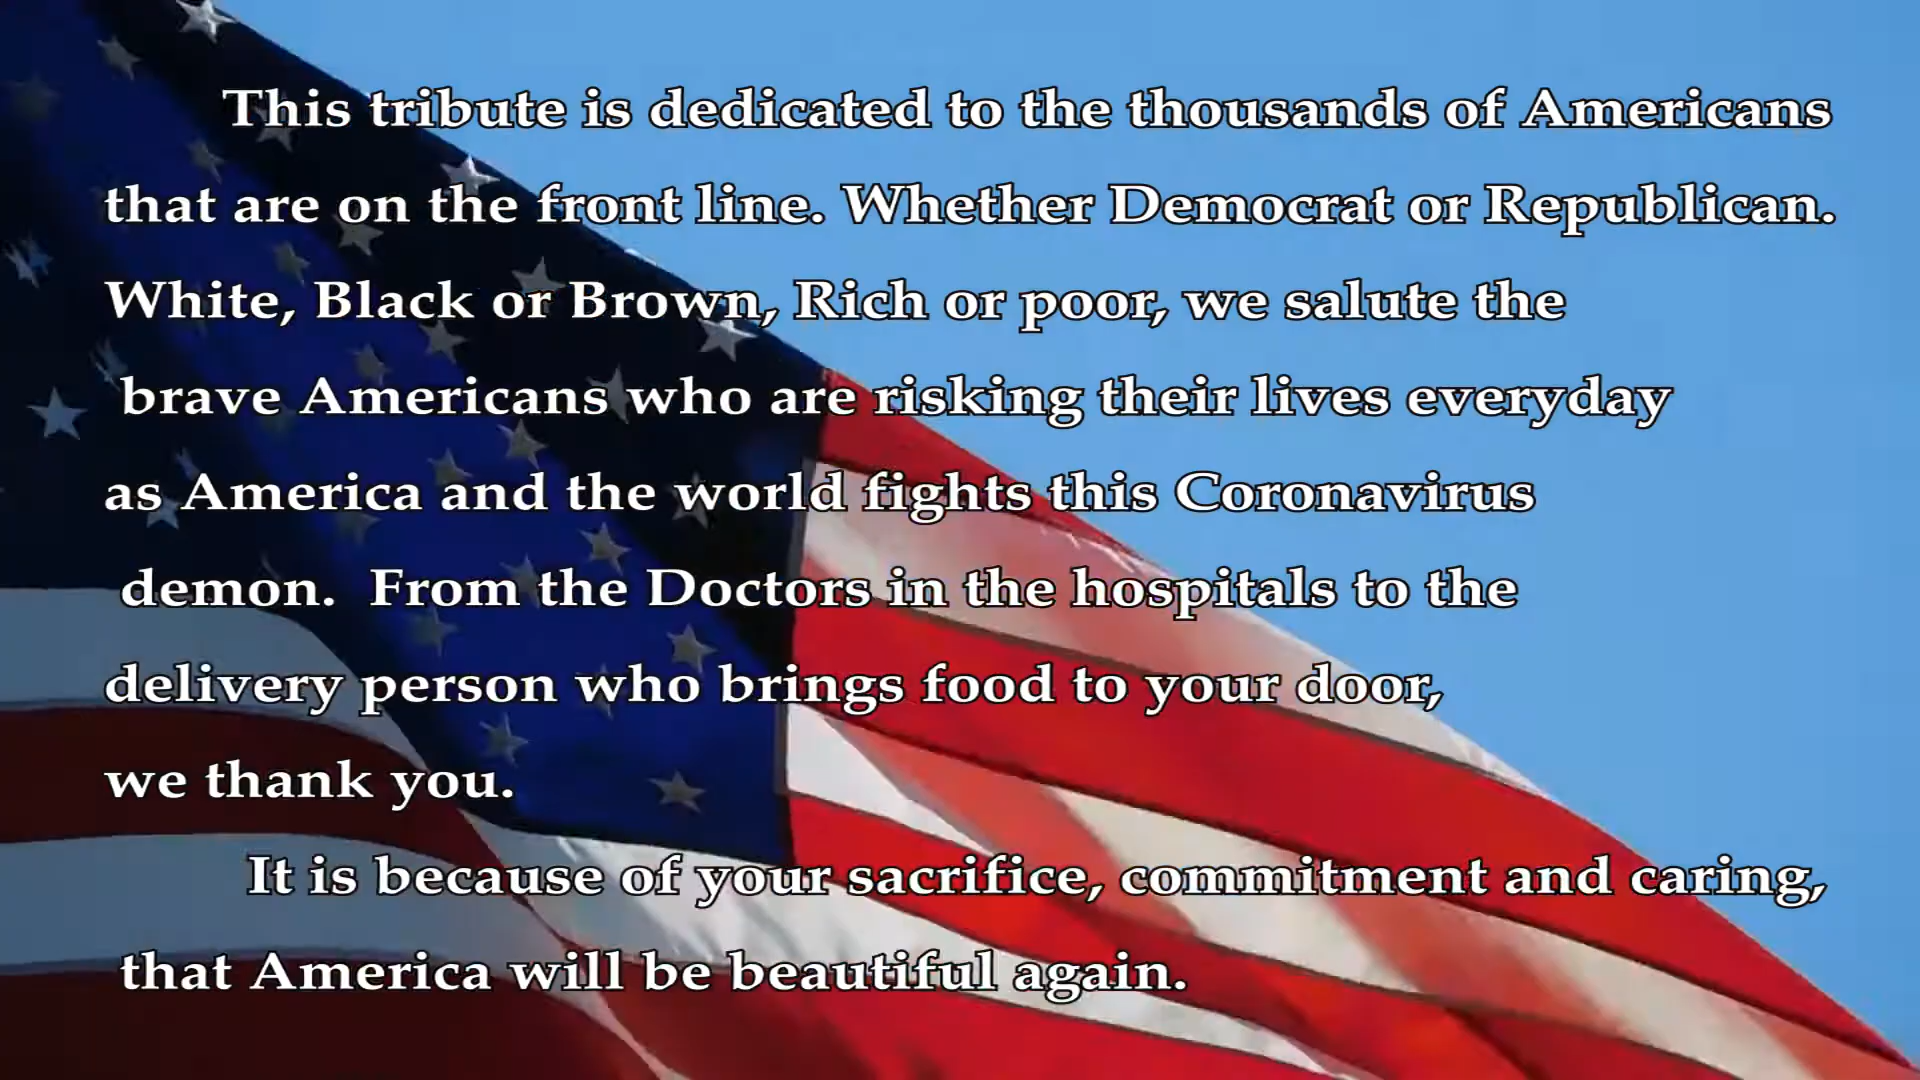 This tribute is dedicated to the thousands of Americans
that are on the front line. Whether Democrat or Republican.
White, Black or Brown, Rich or poor, we salute the
brave Americans who are risking their lives everyday
as America and the world fights this Coronavirus
demon.  From the Doctors in the hospitals to the
delivery person who brings food to your door,
we thank you.
It is because of your sacrifice, commitment and caring,
that America will be beautiful again.